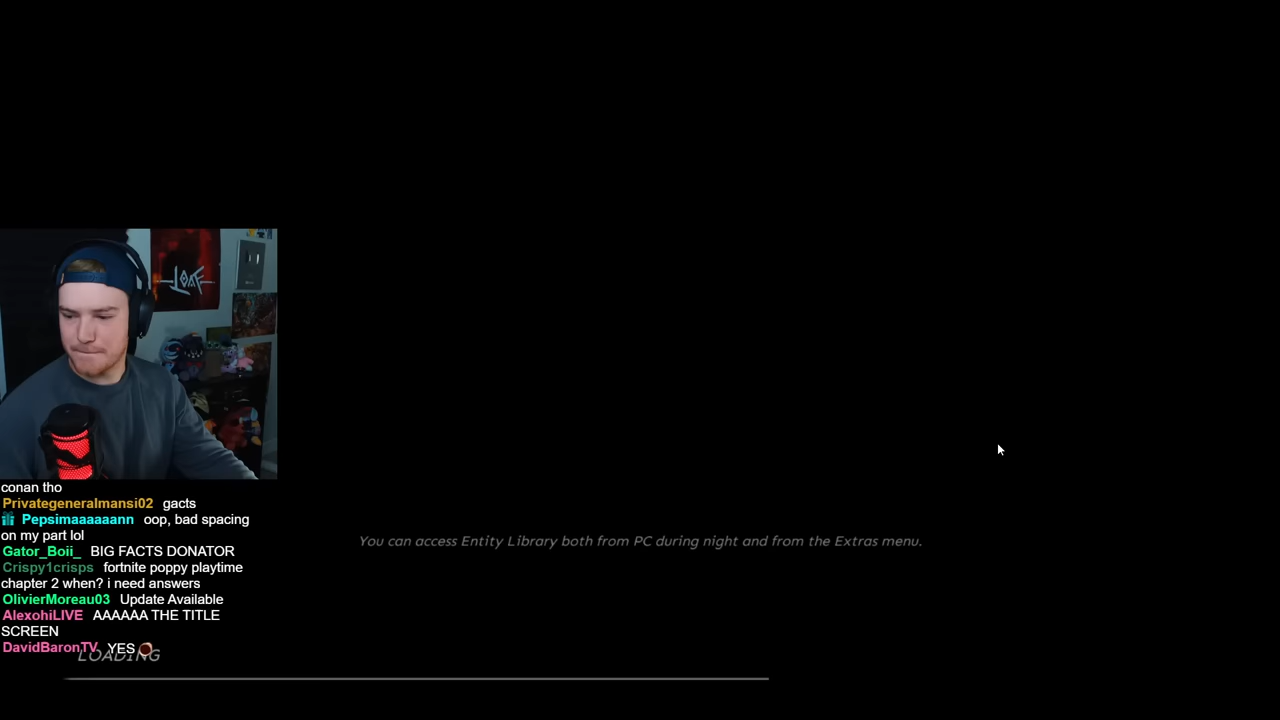 LOAF
conan tho
Privategeneralmansi02 gacts
Pepsimaaaaaann oop, bad spacing
on my part lol
Gator_Boii_ BIG FACTS DONATOR
Crispy1crisps fortnite poppy playtime
chapter 2 when? i need answers
OlivierMoreau03 Update Available
AlexohiLIVE AAAAAA THE TITLE
SCREEN
DavidBaronTV YES
You can access Entity Library both from PC during night and from the Extras menu.
LOADING